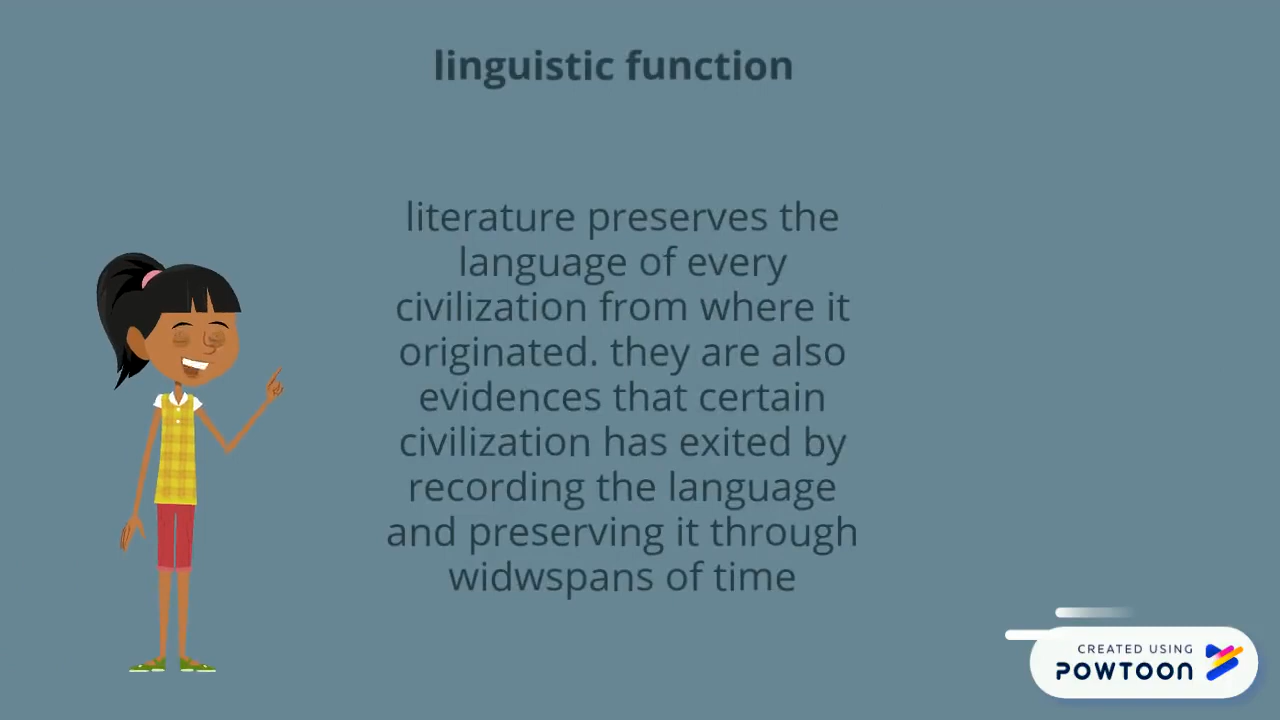 linguistic function
literature preserves the
language of every
civilization from where it
originated. they are also
evidences that certain
civilization has exited by
recording the language
and preserving it through
widwspans of time
CREATED USING
POWTOON